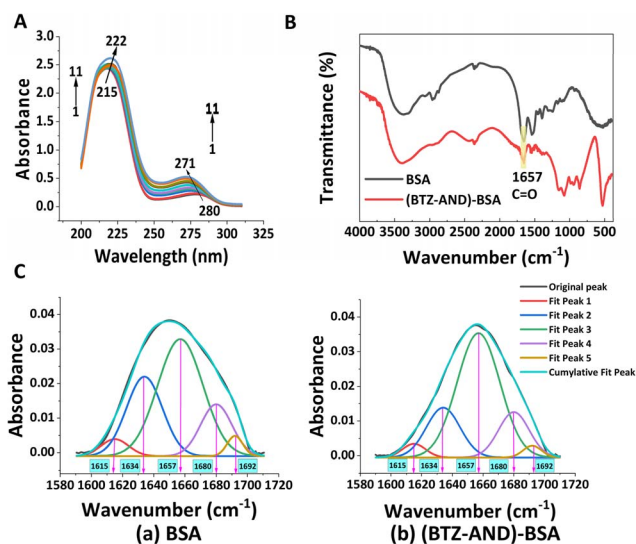 A
11
222
215
1
11
1
271
280
3.0
2.5
2.0
1.5
1.0
0.5
0.0
Absorbance
200 225 250 275 300 325
Wavelength (nm)
B
Transmittance (%)
1657
C=O
BSA
(BTZ-AND)-BSA
4000 3500 3000 2500 2000 1500 1000 500
Wavenumber (cm⁻¹)
C
0.04
0.03
0.02
0.01
0.00
Absorbance
1615 1634 1657 1680 1692
1580 1600 1620 1640 1660 1680 1700 1720
Wavenumber (cm⁻¹)
(a) BSA
Original peak
Fit Peak 1
Fit Peak 2
Fit Peak 3
Fit Peak 4
Fit Peak 5
Cumylative Fit Peak
0.04
0.03
0.02
0.01
0.00
Absorbance
1615 1634 1657 1680 1692
1580 1600 1620 1640 1660 1680 1700 1720
Wavenumber (cm⁻¹)
(b) (BTZ-AND)-BSA